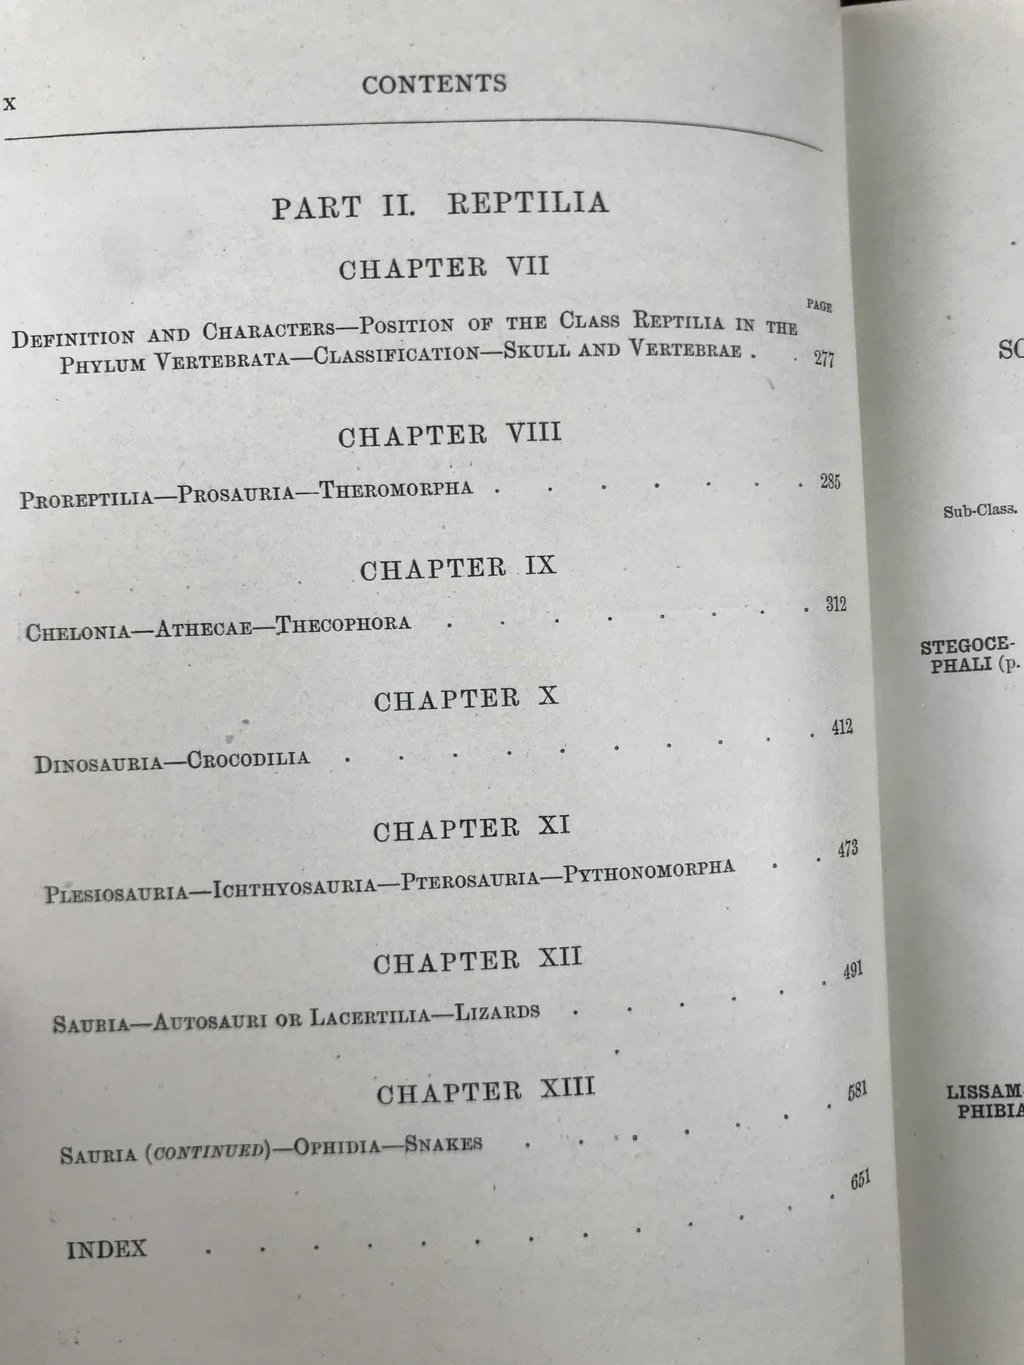 x
CONTENTS
PART II. REPTILIA
CHAPTER VII
PAGE
DEFINITION AND CHARACTERS—POSITION OF THE CLASS REPTILIA IN THE
PHYLUM VERTEBRATA—CLASSIFICATION—SKULL AND VERTEBRAE . . 277
CHAPTER VIII
PROREPTILIA—PROSAURIA—THEROMORPHA . . . . . . . 285
CHAPTER IX
CHELONIA—ATHECAE—THECOPHORA . . . . . . . . 312
CHAPTER X
DINOSAURIA—CROCODILIA . . . . . . . . . . 412
CHAPTER XI
PLESIOSAURIA—ICHTHYOSAURIA—PTEROSAURIA—PYTHONOMORPHA . . 473
CHAPTER XII
SAURIA—AUTOSAURI OR LACERTILIA—LIZARDS . . . . . . 491
CHAPTER XIII
SAURIA (CONTINUED)—OPHIDIA—SNAKES . . . . . . . 581
INDEX . . . . . . . . . . . . . 651
SC
Sub-Class.
STEGOCE-
PHALI (p.
LISSAM
PHIBIA